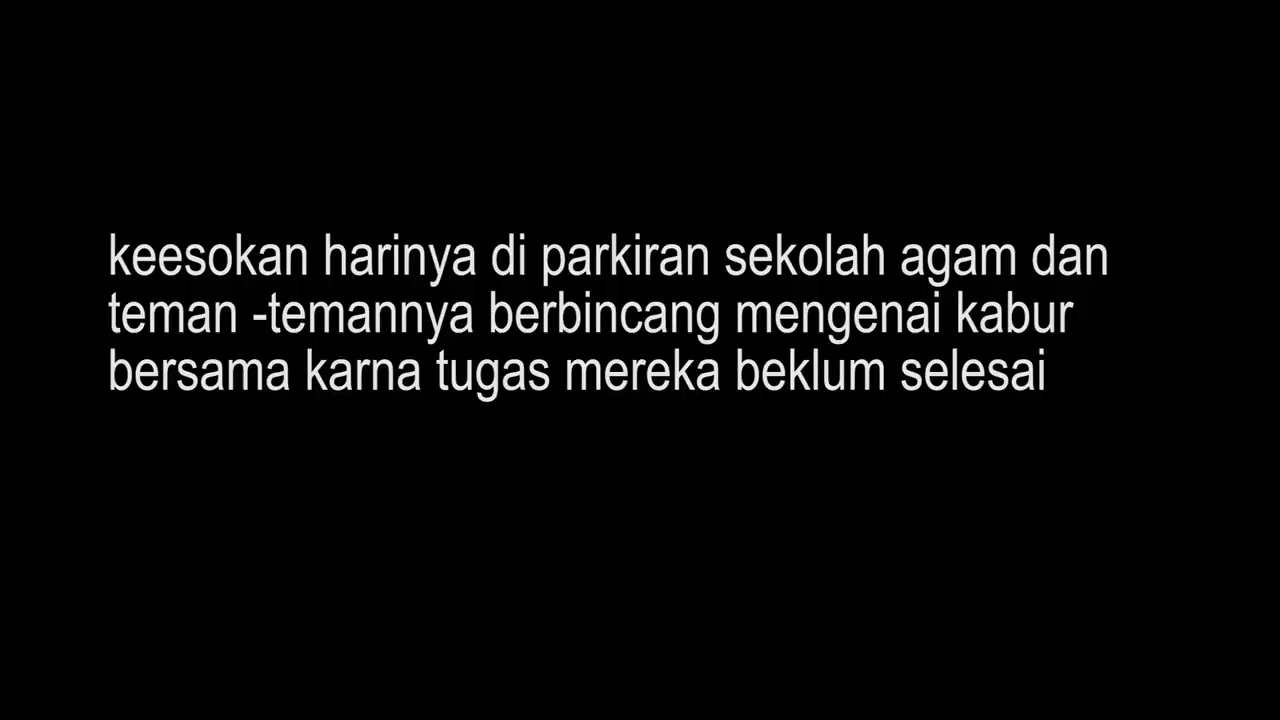 keesokan harinya di parkiran sekolah agam dan
teman -temannya berbincang mengenai kabur
bersama karna tugas mereka beklum selesai